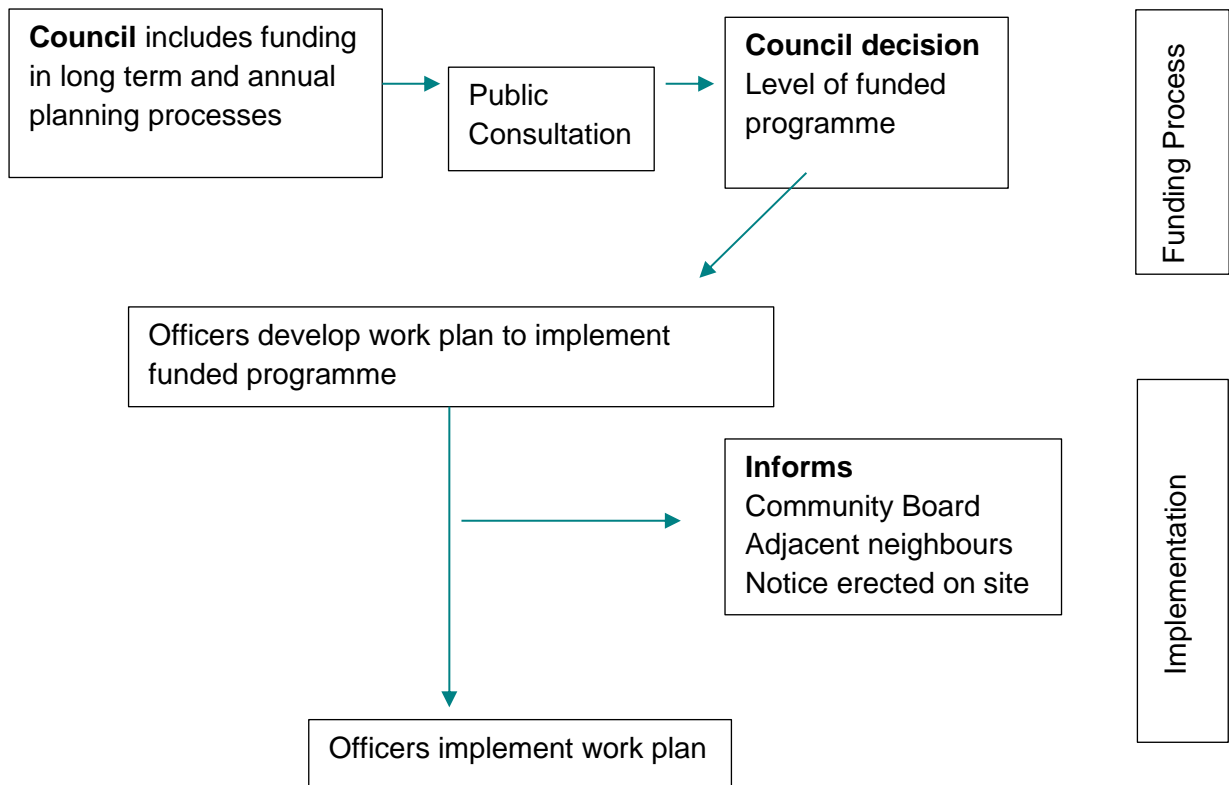 Council includes funding
in long term and annual
planning processes
Public
Consultation
Council decision
Level of funded
programme
Funding Process
Officers develop work plan to implement
funded programme
Informs
Community Board
Adjacent neighbours
Notice erected on site
Implementation
Officers implement work plan